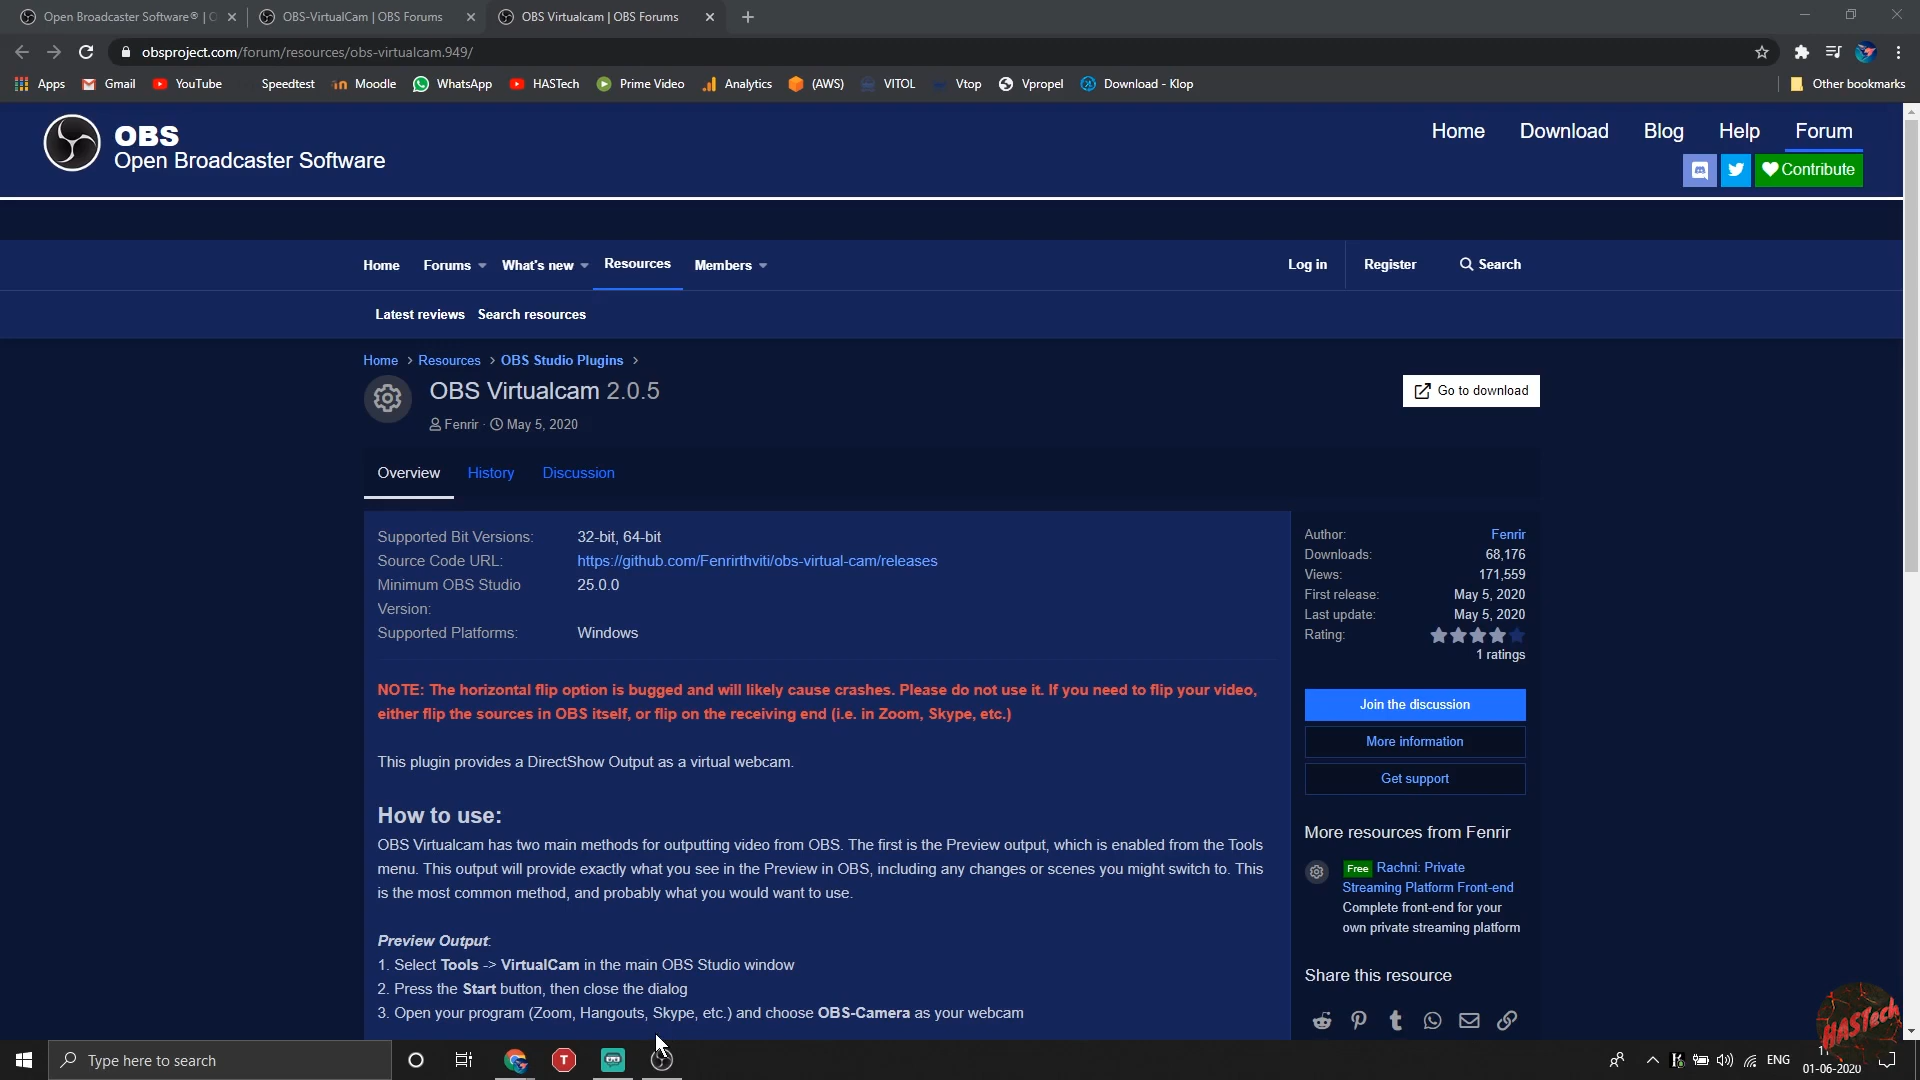 Open Broadcaster Software® | O
OBS-VirtualCam | OBS Forums
OBS Virtualcam | OBS Forums
obsproject.com/forum/resources/obs-virtualcam.949/
Apps
Gmail
YouTube
Speedtest
Moodle
WhatsApp
HASTech
Prime Video
Analytics
(AWS)
VITOL
Vtop
Vpropel
Download - Klop
Other bookmarks
OBS
Open Broadcaster Software
Home Download Blog Help Forum
Contribute
Home Forums What's new Resources Members
Log in Register Search
Latest reviews Search resources
Home > Resources > OBS Studio Plugins >
OBS Virtualcam 2.0.5
Go to download
Fenrir · May 5, 2020
Overview History Discussion
Supported Bit Versions: 32-bit, 64-bit
Source Code URL: https://github.com/Fenrirthviti/obs-virtual-cam/releases
Minimum OBS Studio 25.0.0
Version:
Supported Platforms: Windows
NOTE: The horizontal flip option is bugged and will likely cause crashes. Please do not use it. If you need to flip your video,
either flip the sources in OBS itself, or flip on the receiving end (i.e. in Zoom, Skype, etc.)
This plugin provides a DirectShow Output as a virtual webcam.
How to use:
OBS Virtualcam has two main methods for outputting video from OBS. The first is the Preview output, which is enabled from the Tools
menu. This output will provide exactly what you see in the Preview in OBS, including any changes or scenes you might switch to. This
is the most common method, and probably what you would want to use.
Preview Output:
1. Select Tools -> VirtualCam in the main OBS Studio window
2. Press the Start button, then close the dialog
3. Open your program (Zoom, Hangouts, Skype, etc.) and choose OBS-Camera as your webcam
Author: Fenrir
Downloads: 68,176
Views: 171,559
First release: May 5, 2020
Last update: May 5, 2020
Rating:
1 ratings
Join the discussion
More information
Get support
More resources from Fenrir
Free Rachni: Private
Streaming Platform Front-end
Complete front-end for your
own private streaming platform
Share this resource
HASTech
Type here to search
T
ENG
01-06-2020